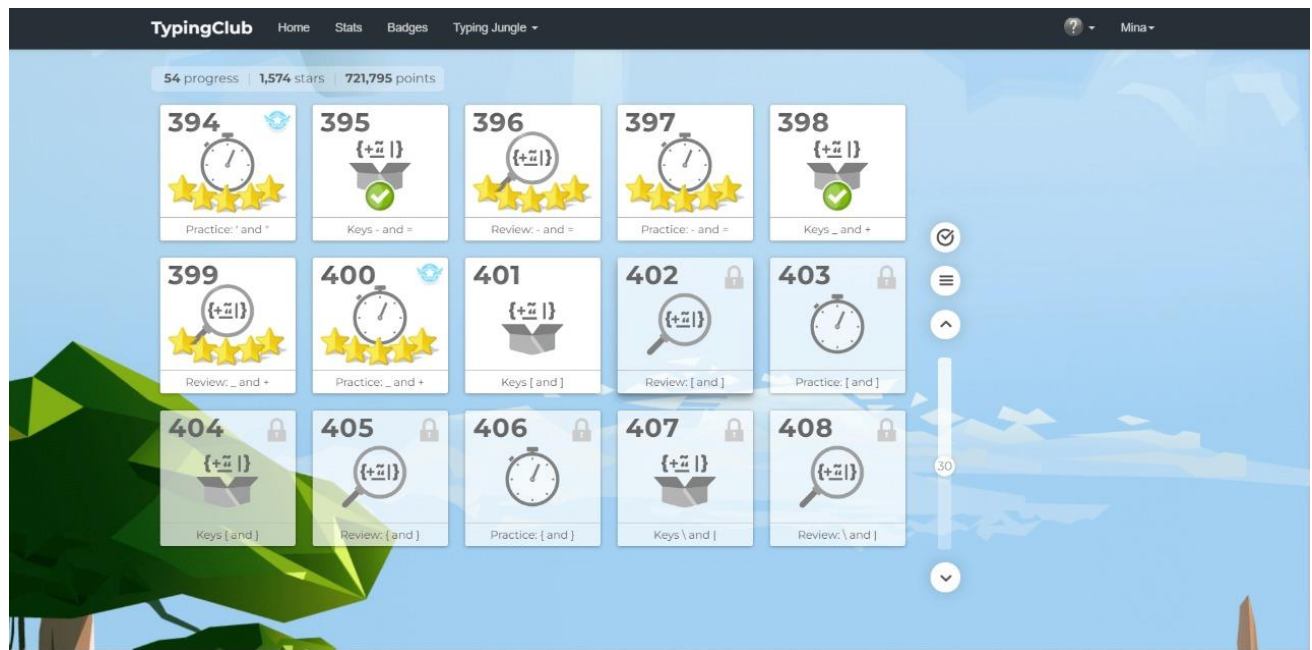 TypingClub Home Stats Badges Typing Jungle Mina
54 progress | 1,574 stars | 721,795 points
394 395 396 397 398
{+ũ |} {+ũ|} {+ũ |}
Practice: ' and " Keys - and = Review: - and = Practice: - and = Keys _ and +
399 400 401 402 403
{+ũ|} {+ũ |} {+ũ|}
Review: _ and + Practice: _ and + Keys [ and ] Review: [ and ] Practice: [ and ]
404 405 406 407 408
{+ũ |} {+ũ|} {+ũ |} {+ũ|}
30
Keys { and } Review: { and } Practice: { and } Keys \ and | Review: \ and |